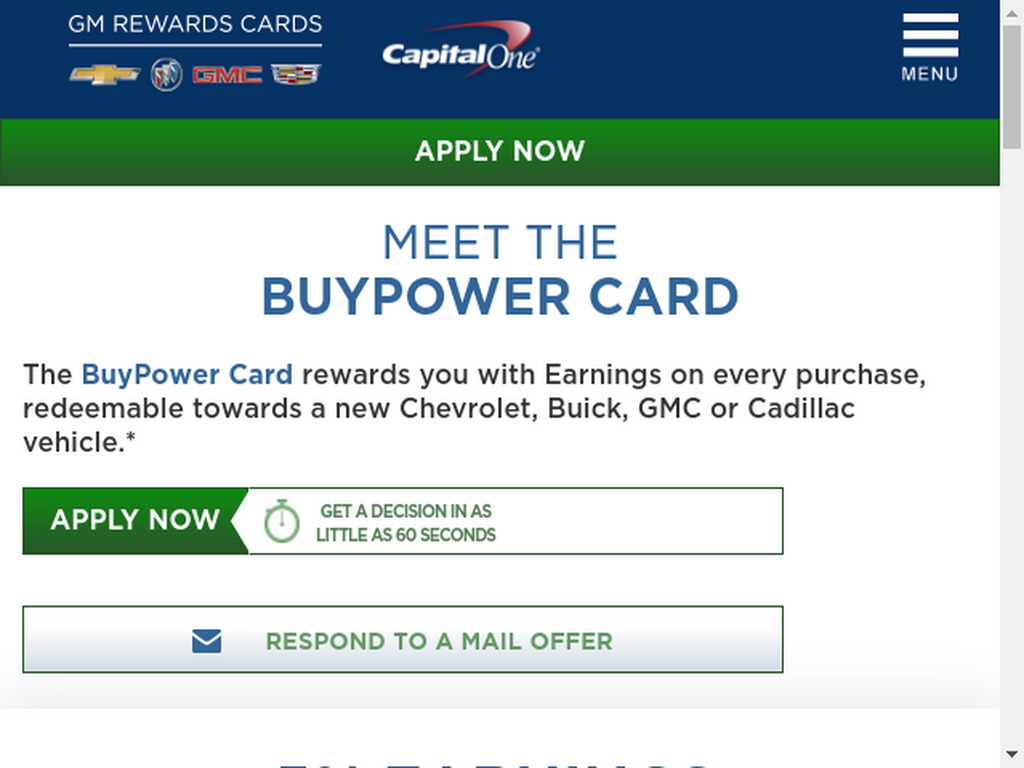 GM REWARDS CARDS
GMC
Capital One
MENU
APPLY NOW
MEET THE
BUYPOWER CARD
The BuyPower Card rewards you with Earnings on every purchase,
redeemable towards a new Chevrolet, Buick, GMC or Cadillac
vehicle.*
APPLY NOW
GET A DECISION IN AS
LITTLE AS 60 SECONDS
RESPOND TO A MAIL OFFER